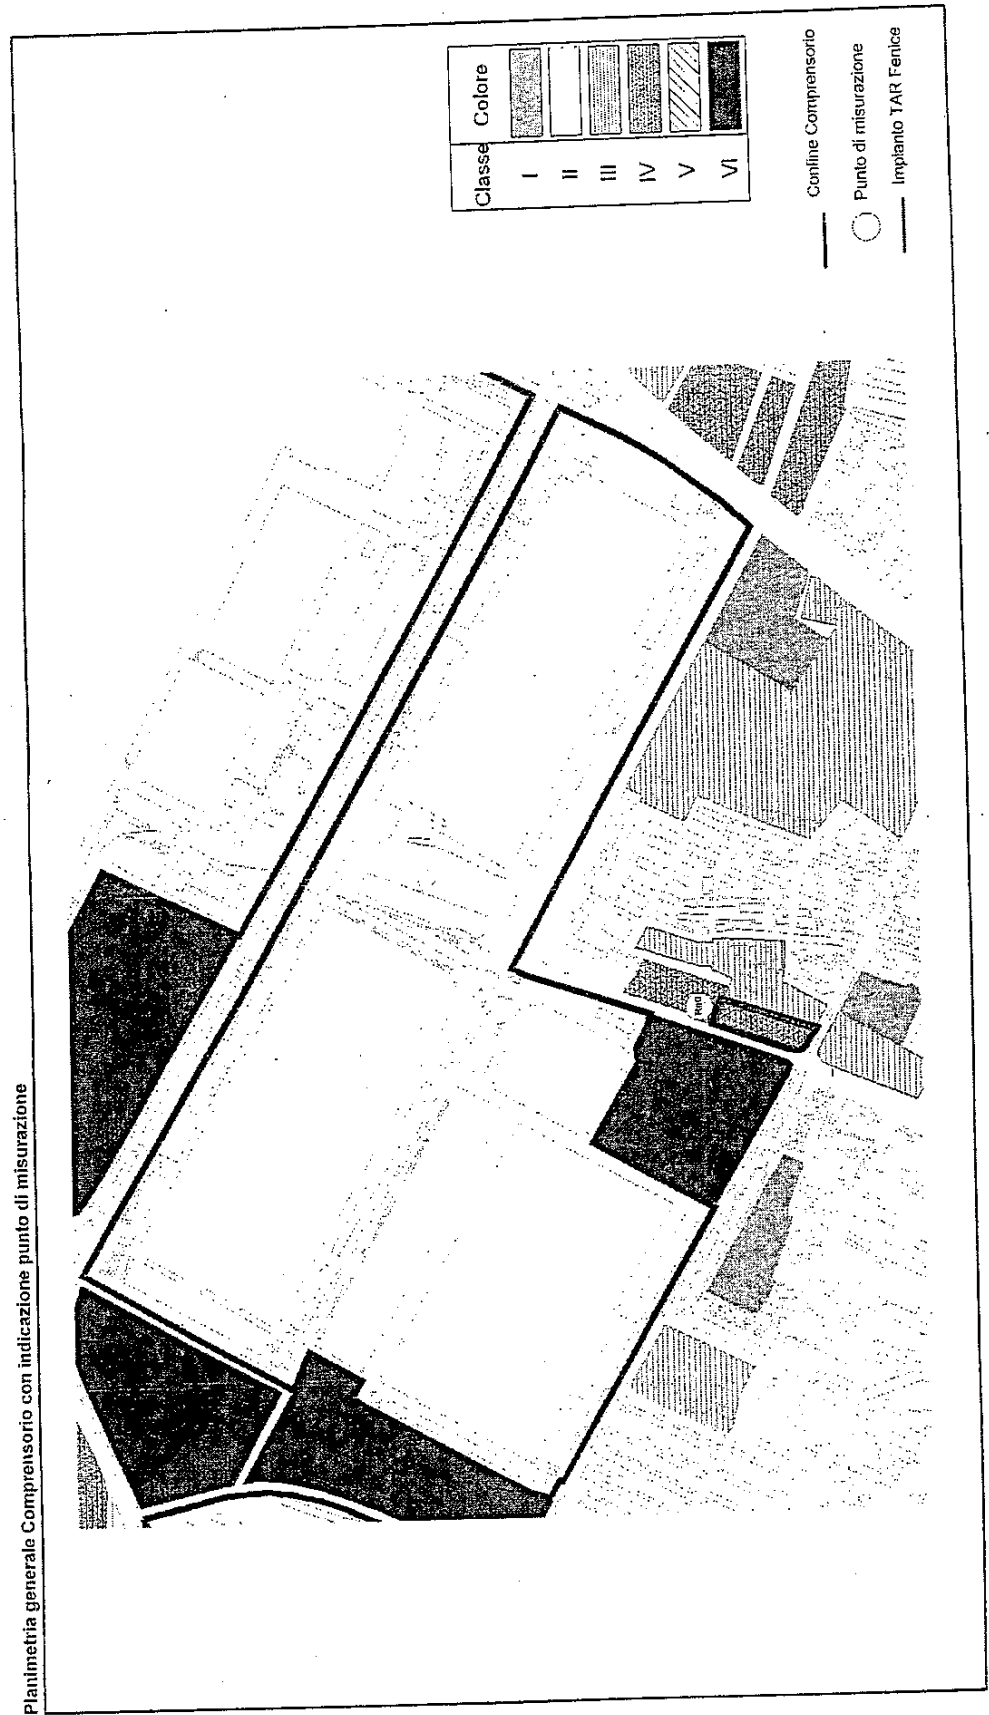 Planimetria generale Comprensorio con indicazione punto di misurazione
Classe Colore
I
II
III
IV
V
VI
Confine Comprensorio
Punto di misurazione
Impianto TAR Fenice